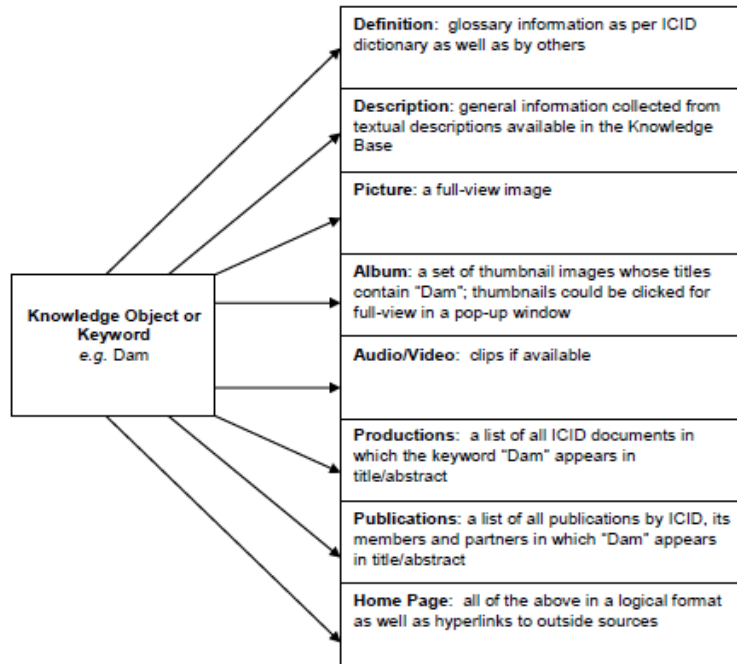 Definition: glossary information as per ICID
dictionary as well as by others
Description: general information collected from
textual descriptions available in the Knowledge
Base
Picture: a full-view image
Album: a set of thumbnail images whose titles
contain "Dam"; thumbnails could be clicked for
full-view in a pop-up window
Knowledge Object or
Keyword
e.g. Dam
Audio/Video: clips if available
Productions: a list of all ICID documents in
which the keyword "Dam" appears in
title/abstract
Publications: a list of all publications by ICID, its
members and partners in which "Dam" appears
in title/abstract
Home Page: all of the above in a logical format
as well as hyperlinks to outside sources